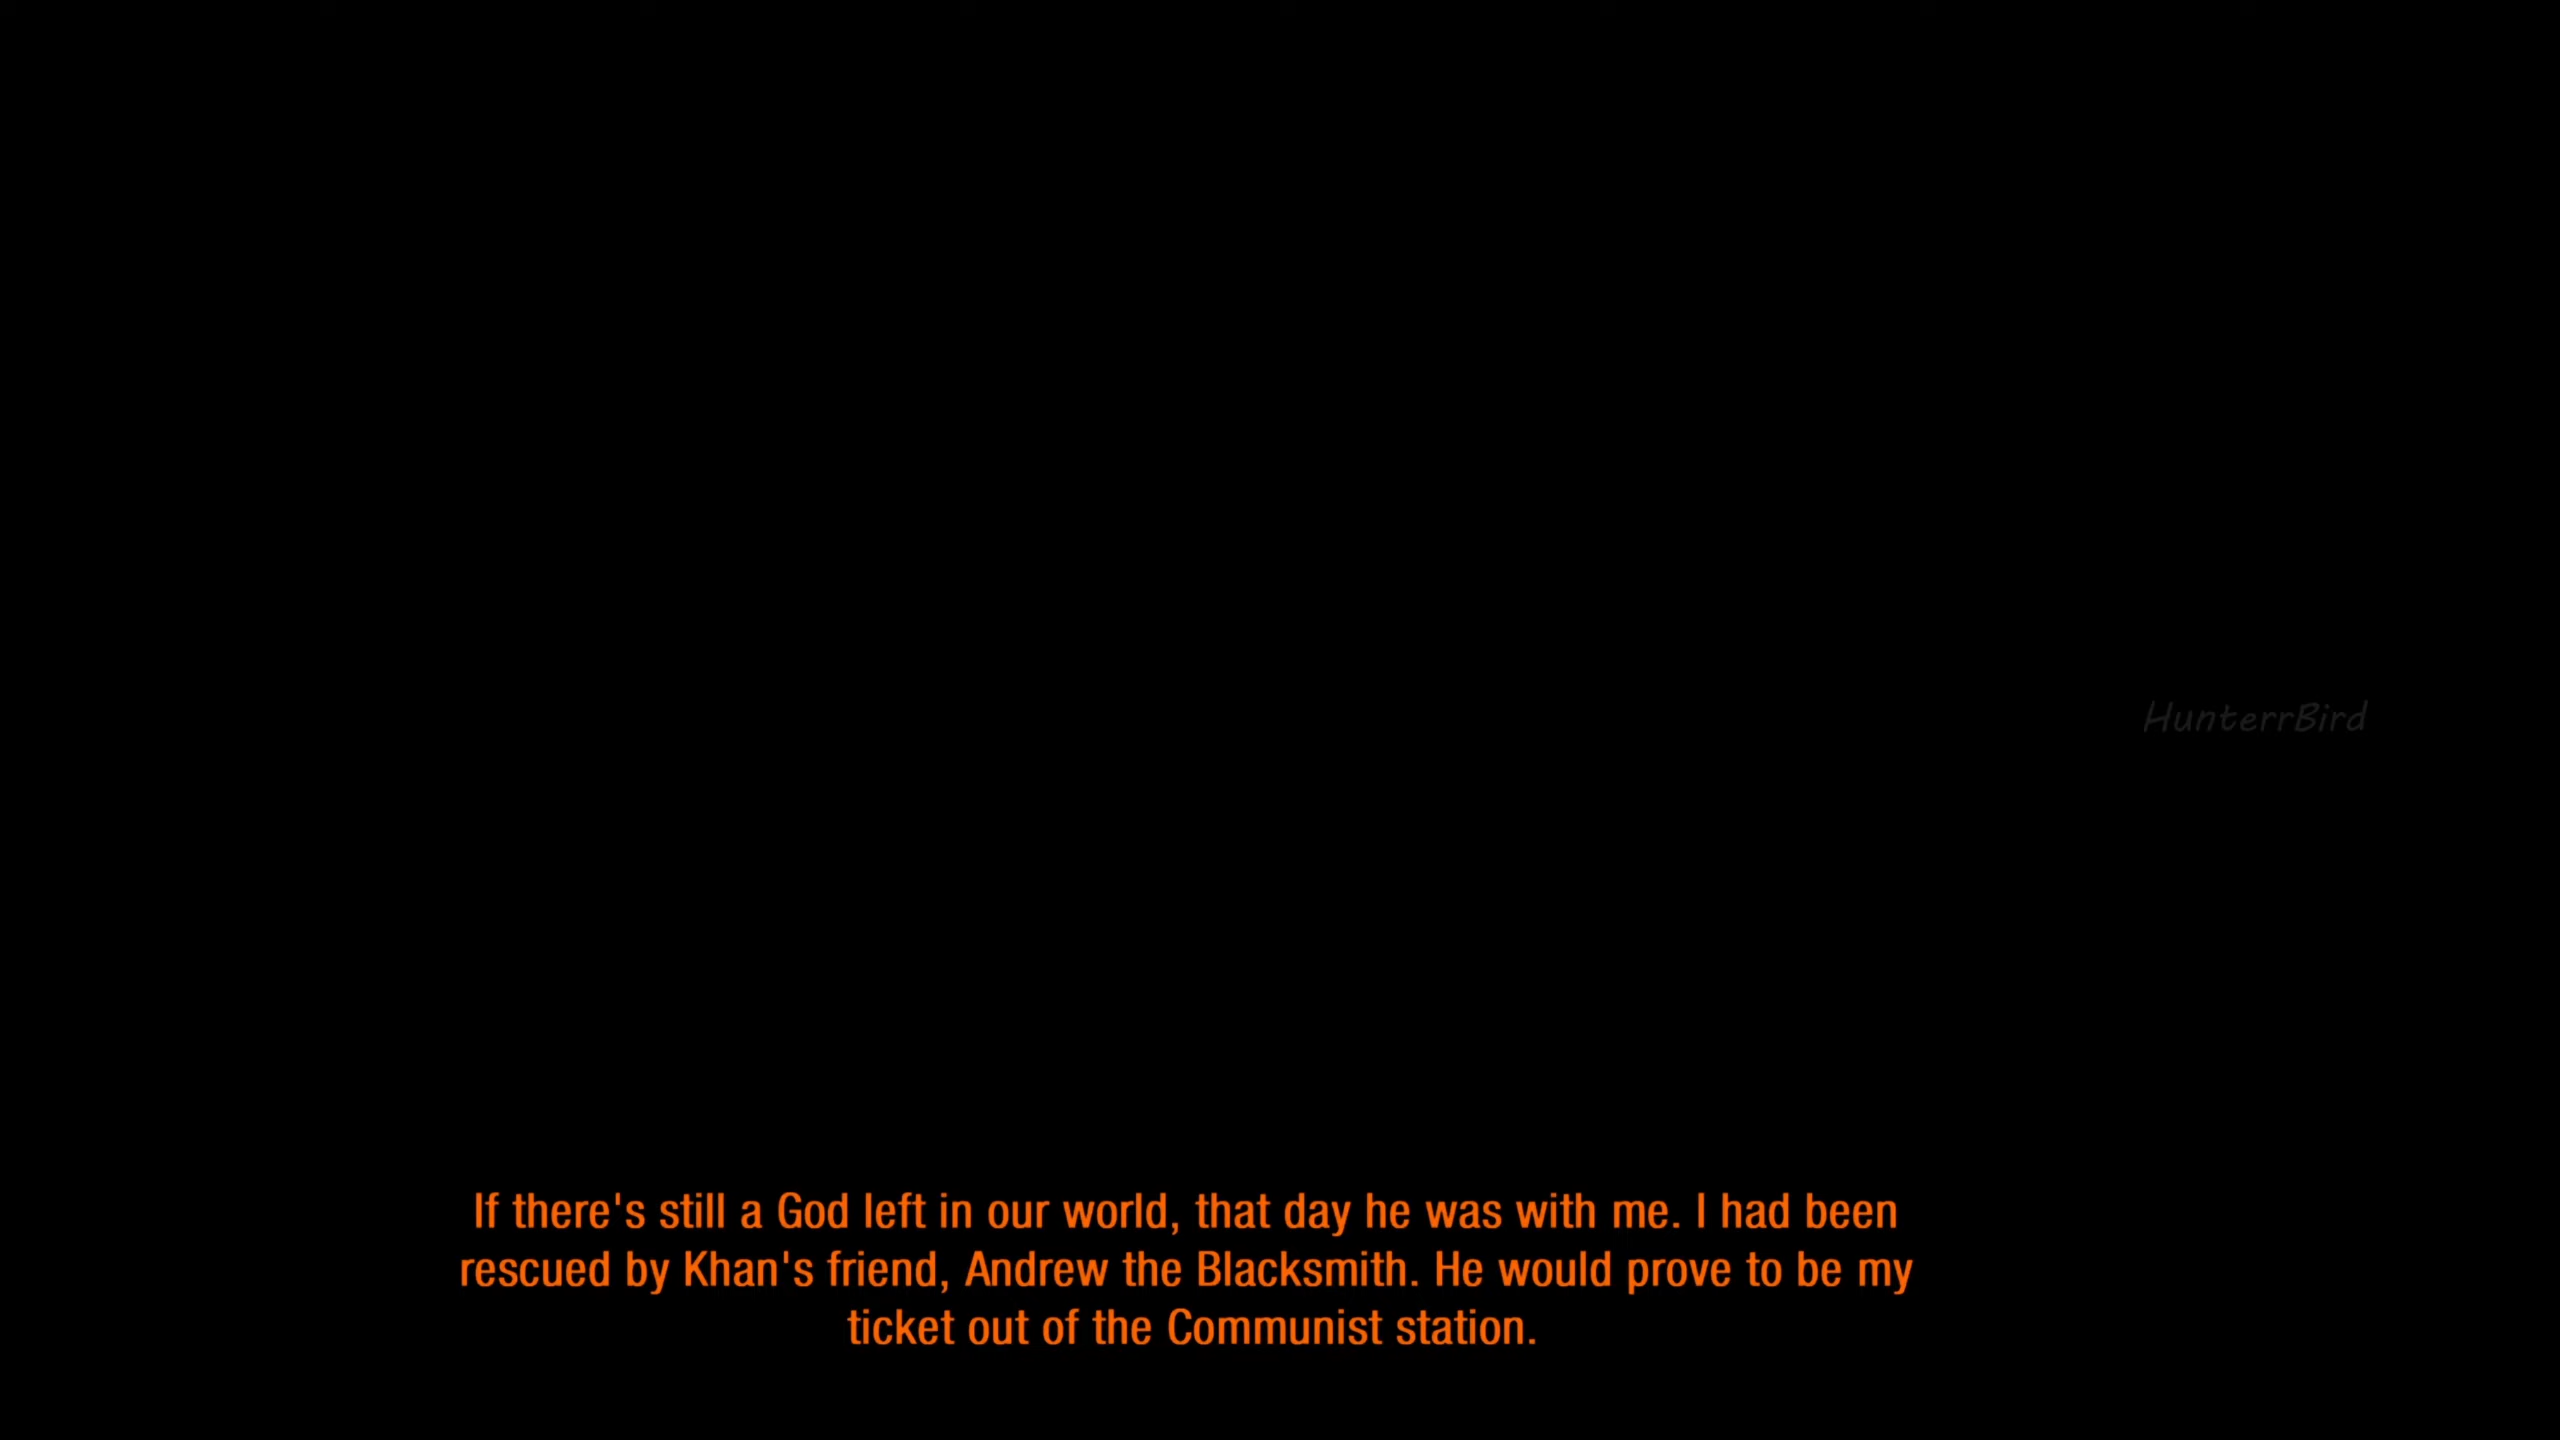 HunterrBird
If there's still a God left in our world, that day he was with me. I had been
rescued by Khan's friend, Andrew the Blacksmith. He would prove to be my
ticket out of the Communist station.